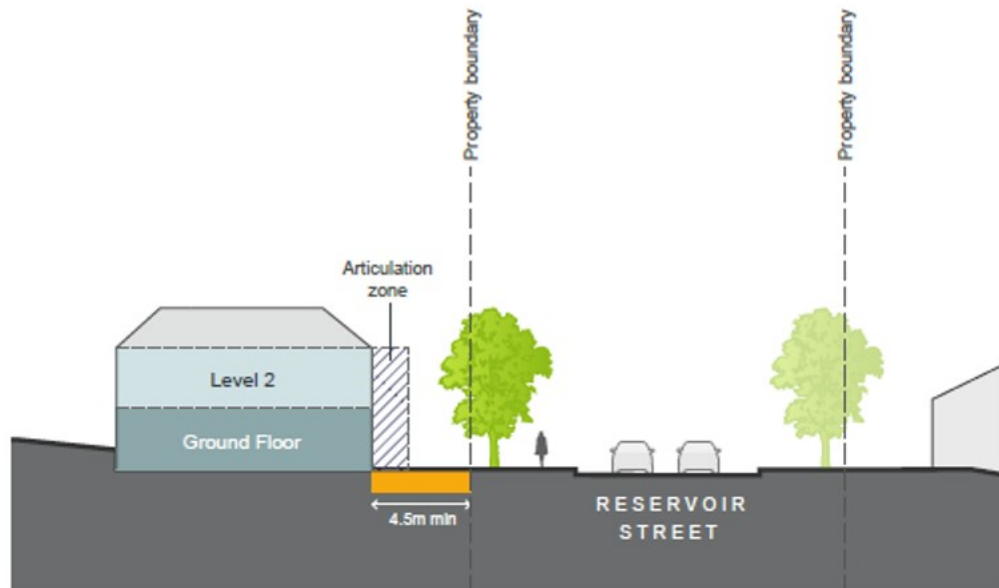 Property boundary
Property boundary
Articulation
zone
Level 2
Ground Floor
4.5m min
RESERVOIR
STREET